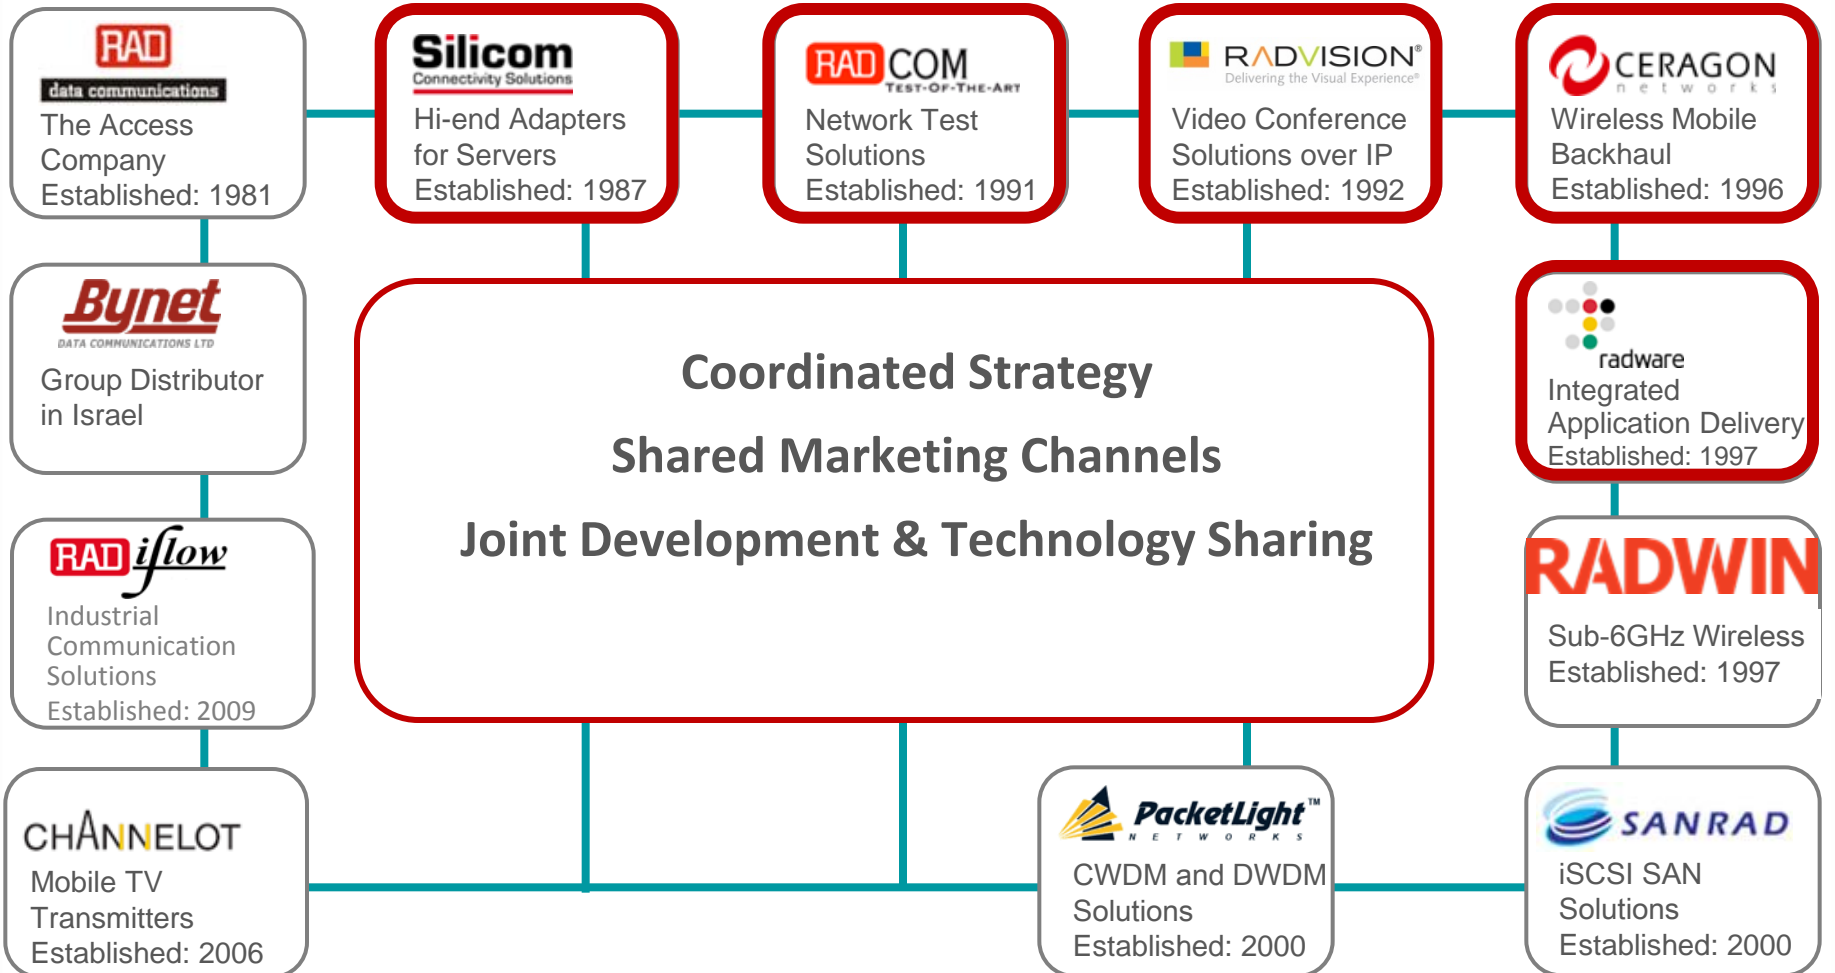 RAD
data communications
The Access
Company
Established: 1981
Silicom
Connectivity Solutions
Hi-end Adapters
for Servers
Established: 1987
RAD COM
TEST-OF-THE-ART
Network Test
Solutions
Established: 1991
RADVISION®
Delivering the Visual Experience®
Video Conference
Solutions over IP
Established: 1992
CERAGON
networks
Wireless Mobile
Backhaul
Established: 1996
Bynet
DATA COMMUNICATIONS LTD
Group Distributor
in Israel
Coordinated Strategy
Shared Marketing Channels
Joint Development & Technology Sharing
radware
Integrated
Application Delivery
Established: 1997
RAD iflow
Industrial
Communication
Solutions
Established: 2009
RADWIN
Sub-6GHz Wireless
Established: 1997
CHANNELOT
Mobile TV
Transmitters
Established: 2006
PacketLight™
NETWORKS
CWDM and DWDM
Solutions
Established: 2000
SANRAD
iSCSI SAN
Solutions
Established: 2000